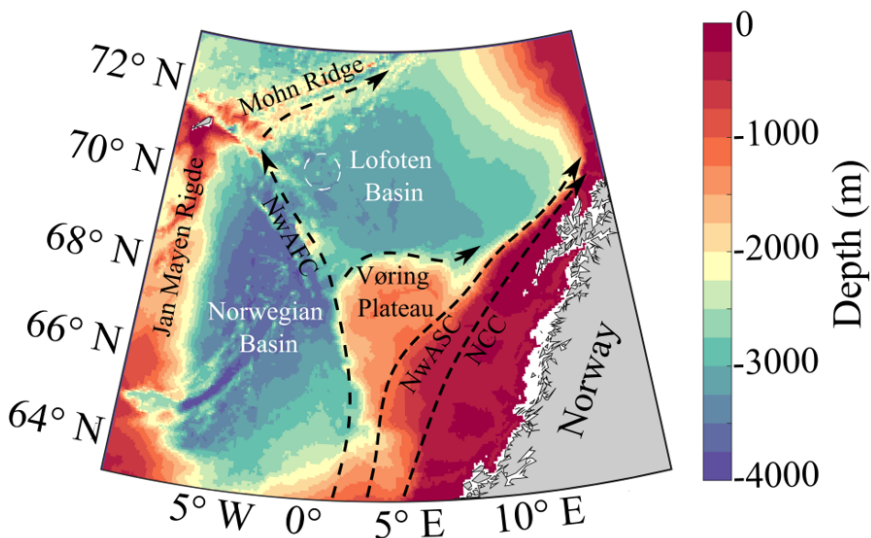 72° N
70° N
68° N
66° N
64° N
5° W
0°
5° E
10° E
Mohn Ridge
Jan Mayen Rigde
Lofoten
Basin
NwAFC
Vøring
Plateau
Norwegian
Basin
NwASC
NCC
Norway
0
-1000
-2000
-3000
-4000
Depth (m)